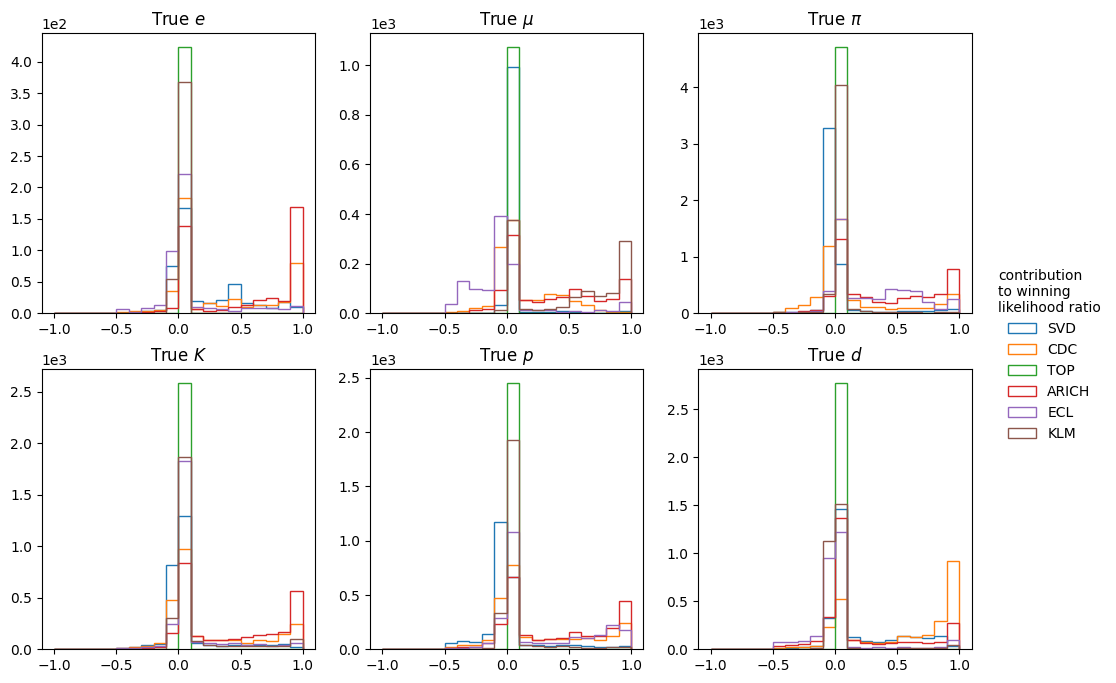 True e
1e2
4.0
3.5
3.0
2.5
2.0
1.5
1.0
0.5
0.0
−1.0 −0.5 0.0 0.5 1.0
True μ
1e3
1.0
0.8
0.6
0.4
0.2
0.0
−1.0 −0.5 0.0 0.5 1.0
True π
1e3
4
3
2
1
0
−1.0 −0.5 0.0 0.5 1.0
True K
1e3
2.5
2.0
1.5
1.0
0.5
0.0
−1.0 −0.5 0.0 0.5 1.0
True p
1e3
2.5
2.0
1.5
1.0
0.5
0.0
−1.0 −0.5 0.0 0.5 1.0
True d
1e3
2.5
2.0
1.5
1.0
0.5
0.0
−1.0 −0.5 0.0 0.5 1.0
contribution
to winning
likelihood ratio
SVD
CDC
TOP
ARICH
ECL
KLM